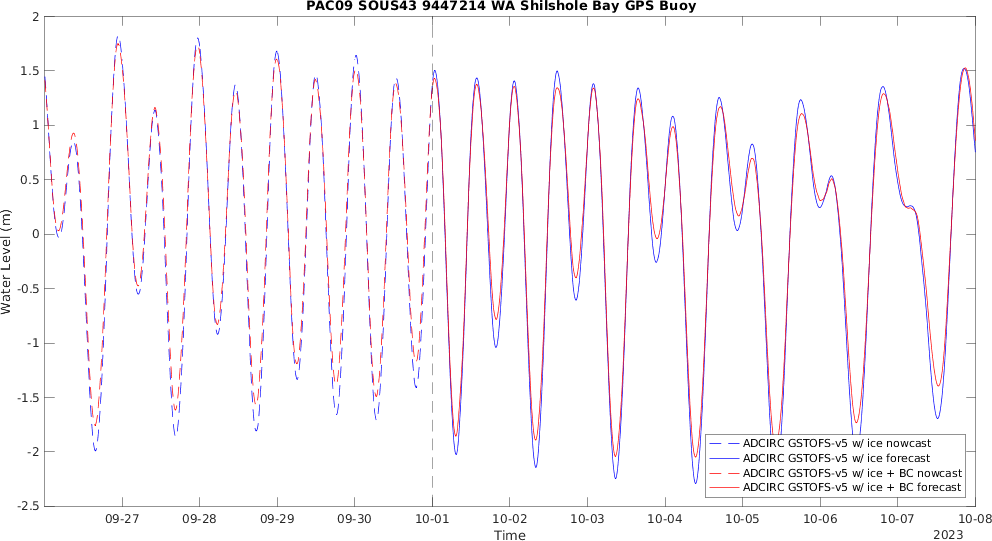 PAC09 SOUS43 9447214 WA Shilshole Bay GPS Buoy
Water Level (m)
2
1.5
1
0.5
0
-0.5
-1
-1.5
-2
-2.5
ADCIRC GSTOFS-v5 w/ ice nowcast
ADCIRC GSTOFS-v5 w/ ice forecast
ADCIRC GSTOFS-v5 w/ ice + BC nowcast
ADCIRC GSTOFS-v5 w/ ice + BC forecast
09-27 09-28 09-29 09-30 10-01 10-02 10-03 10-04 10-05 10-06 10-07 10-08
Time
2023